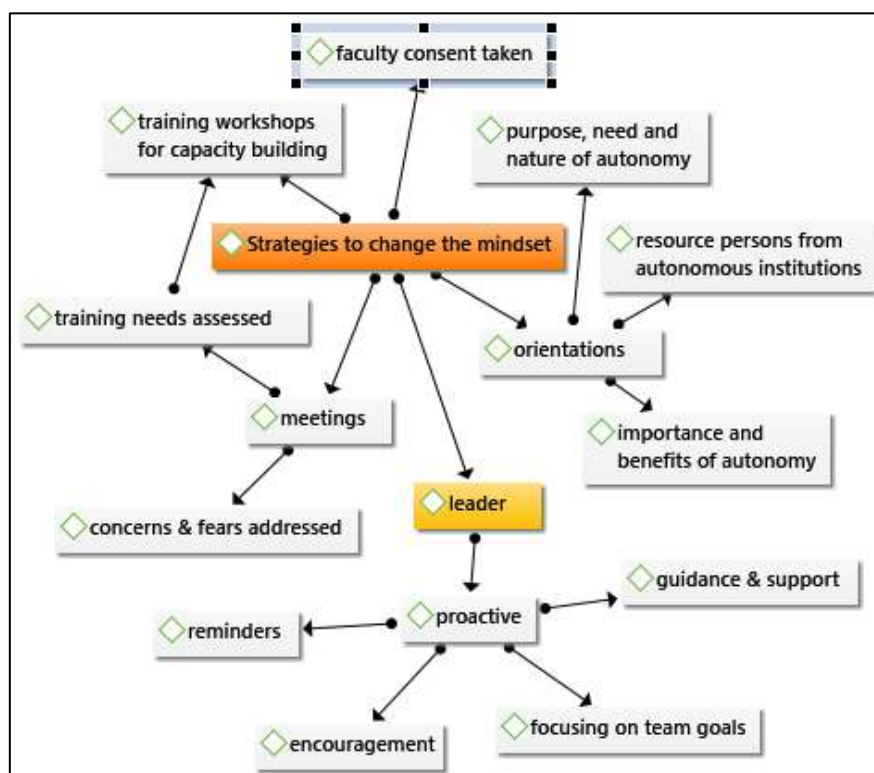 faculty consent taken
training workshops
for capacity building
purpose, need and
nature of autonomy
Strategies to change the mindset
resource persons from
autonomous institutions
training needs assessed
orientations
meetings
importance and
benefits of autonomy
leader
concerns & fears addressed
guidance & support
proactive
reminders
focusing on team goals
encouragement